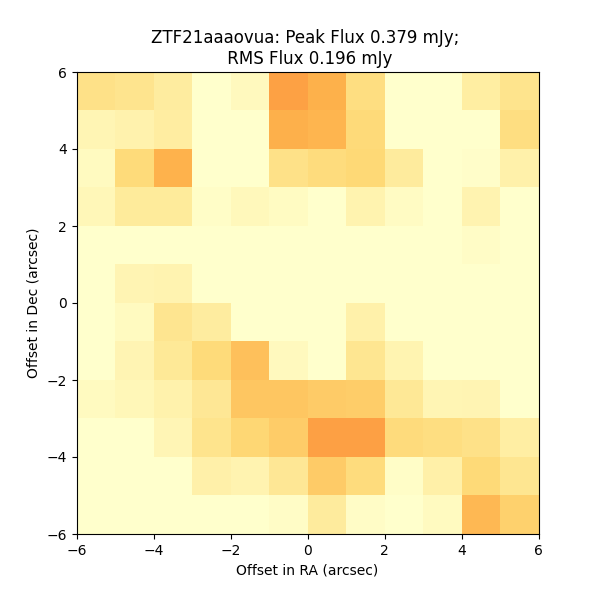 ZTF21aaaovua: Peak Flux 0.379 mJy;
RMS Flux 0.196 mJy
6
4
2
0
−2
−4
−6
Offset in Dec (arcsec)
−6 −4 −2 0 2 4 6
Offset in RA (arcsec)